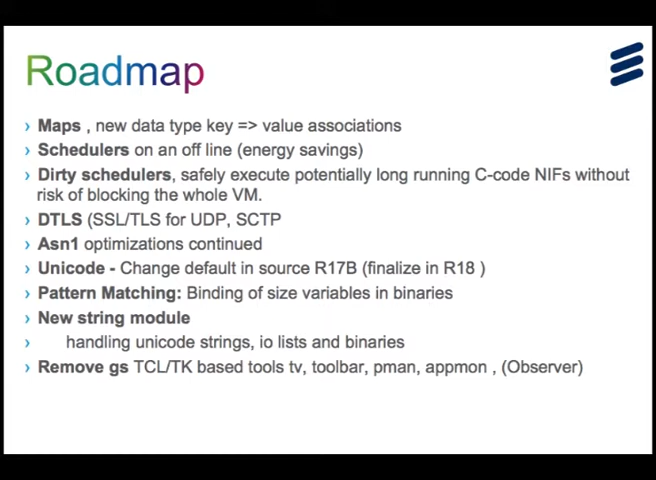 Roadmap
› Maps , new data type key => value associations
› Schedulers on an off line (energy savings)
› Dirty schedulers, safely execute potentially long running C-code NIFs without
risk of blocking the whole VM.
› DTLS (SSL/TLS for UDP, SCTP
› Asn1 optimizations continued
› Unicode - Change default in source R17B (finalize in R18 )
› Pattern Matching: Binding of size variables in binaries
› New string module
› handling unicode strings, io lists and binaries
› Remove gs TCL/TK based tools tv, toolbar, pman, appmon , (Observer)